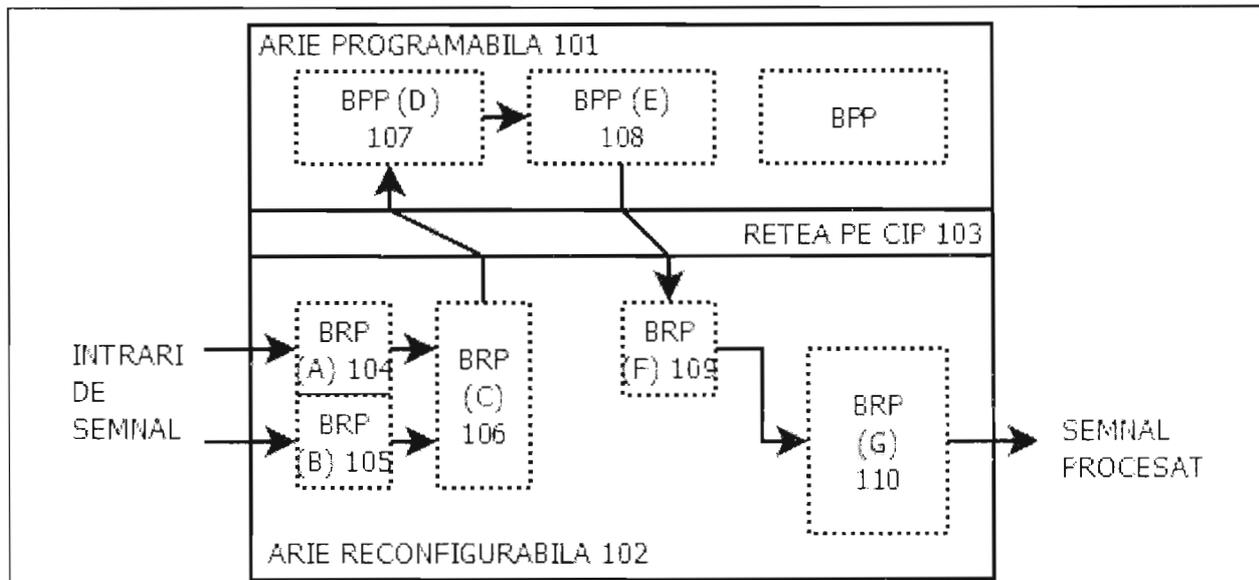 ARIE PROGRAMABILA 101
BPP (D)
107
BPP (E)
108
BPP
RETEA PE CIP 103
INTRARI
DE
SEMNAL
BRP
(A) 104
BRP
(B) 105
BRP
(C)
106
BRP
(F) 109
BRP
(G)
110
SEMNAL
PROCESAT
ARIE RECONFIGURABILA 102